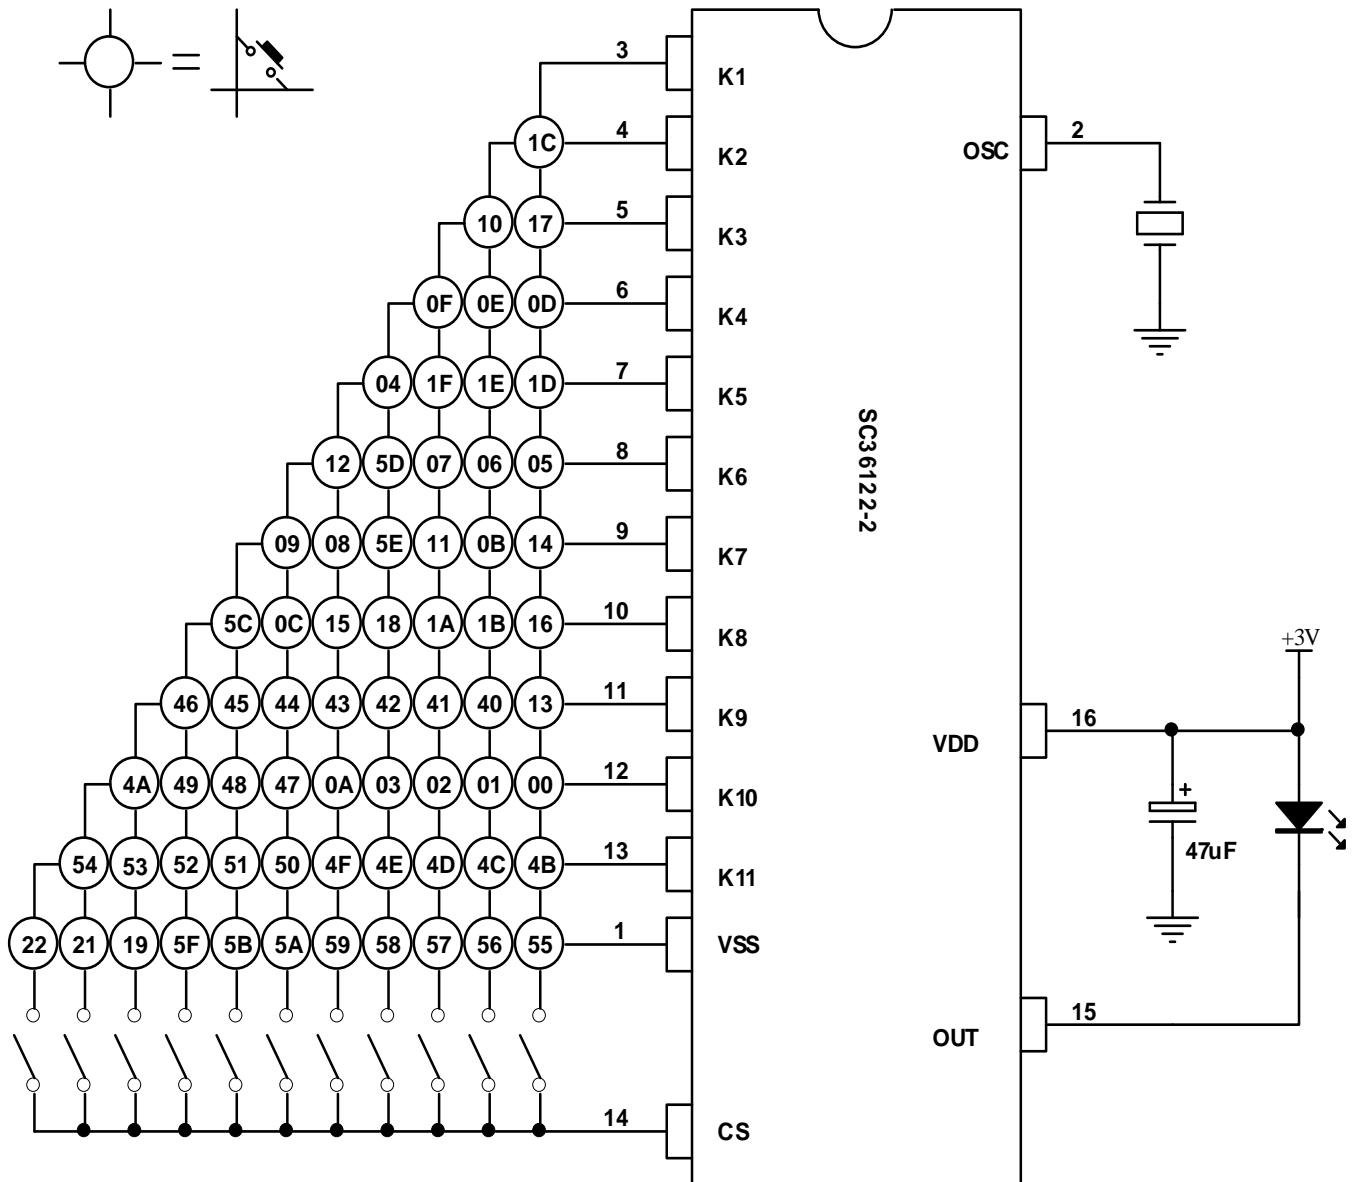 3 K1
1C 4 K2 OSC 2
10 17 5 K3
0F 0E 0D 6 K4
04 1F 1E 1D 7 K5
SC36122-2
12 5D 07 06 05 8 K6
09 08 5E 11 0B 14 9 K7
5C 0C 15 18 1A 1B 16 10 K8
+3V
46 45 44 43 42 41 40 13 11 K9
VDD 16
4A 49 48 47 0A 03 02 01 00 12 K10
+
47uF
54 53 52 51 50 4F 4E 4D 4C 4B 13 K11
22 21 19 5F 5B 5A 59 58 57 56 55 1 VSS
OUT 15
14 CS